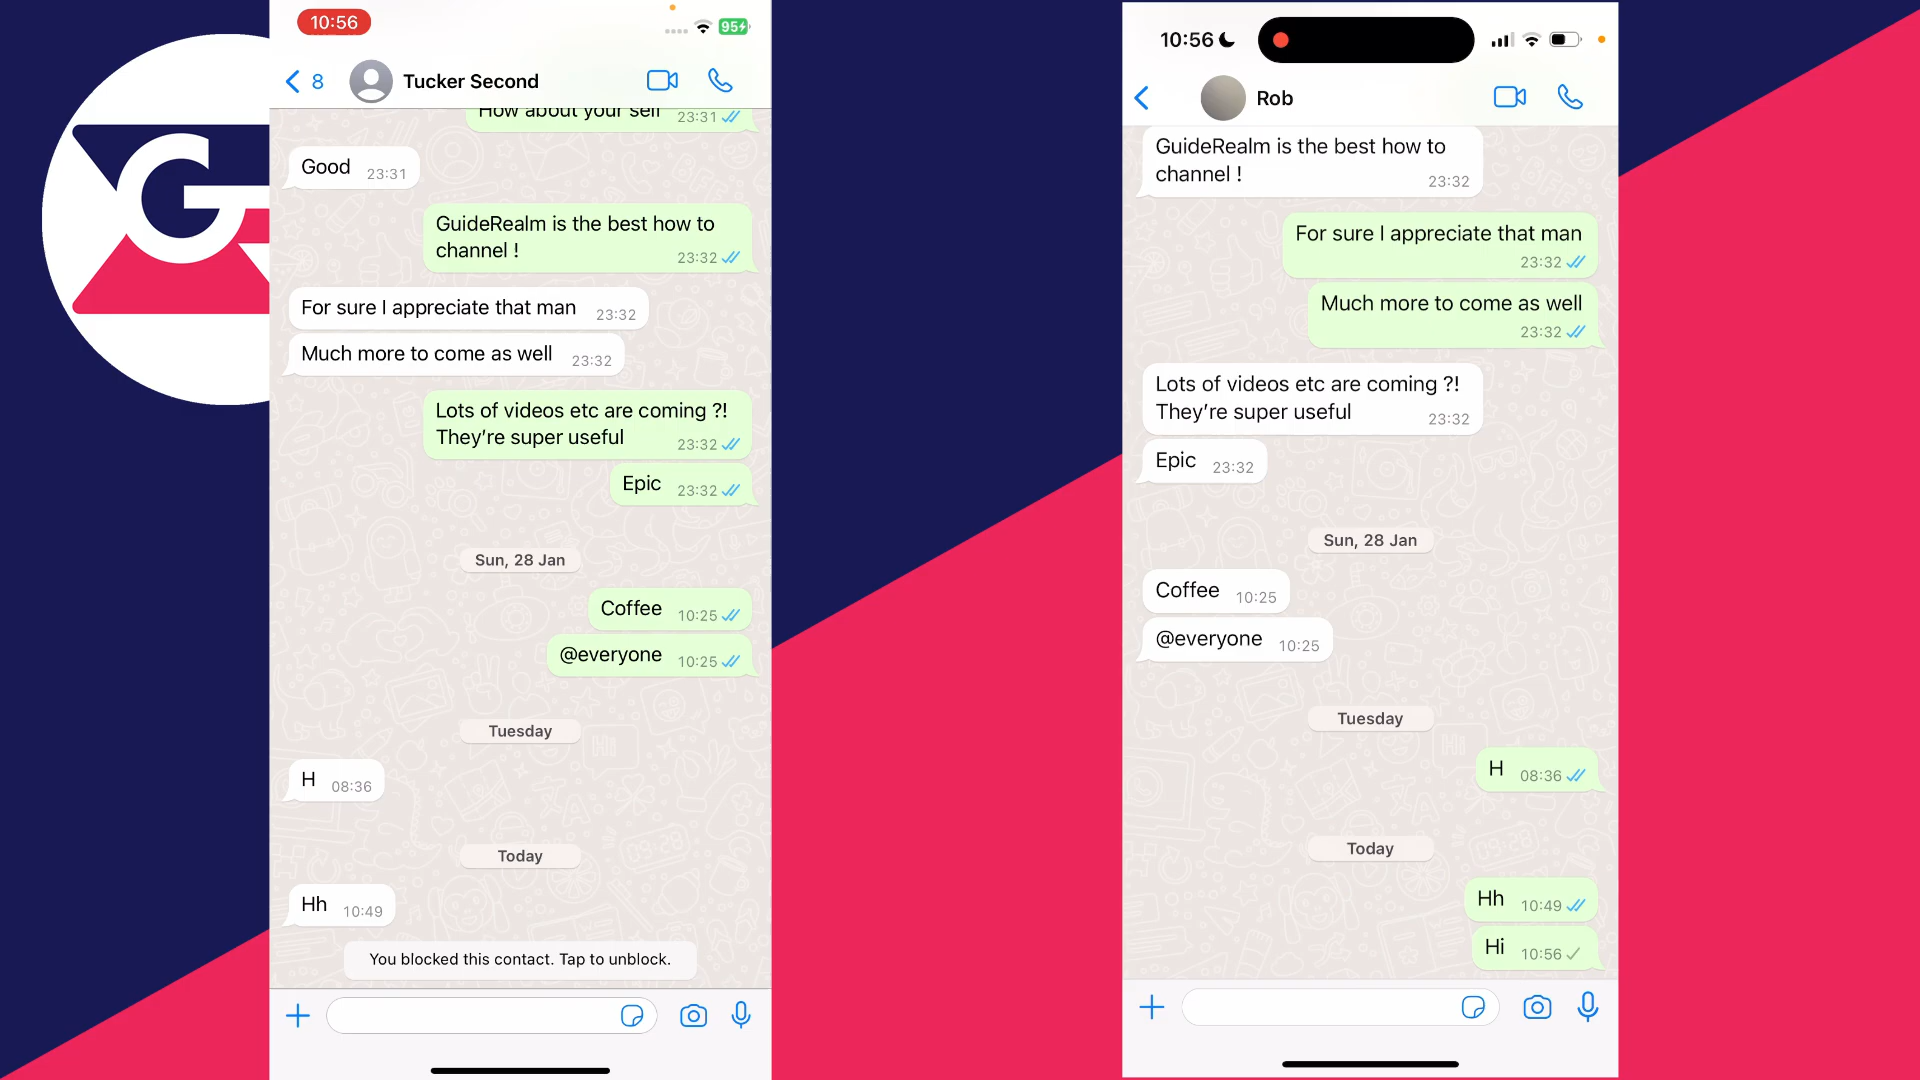 10:56
95
8
Tucker Second
How about your self 23:31
Good 23:31
GuideRealm is the best how to
channel ! 23:32
For sure I appreciate that man 23:32
Much more to come as well 23:32
Lots of videos etc are coming ?!
They’re super useful 23:32
Epic 23:32
Sun, 28 Jan
Coffee 10:25
@everyone 10:25
Tuesday
H 08:36
Today
Hh 10:49
You blocked this contact. Tap to unblock.
10:56
Rob
GuideRealm is the best how to
channel ! 23:32
For sure I appreciate that man
23:32
Much more to come as well
23:32
Lots of videos etc are coming ?!
They’re super useful 23:32
Epic 23:32
Sun, 28 Jan
Coffee 10:25
@everyone 10:25
Tuesday
H 08:36
Today
Hh 10:49
Hi 10:56
G